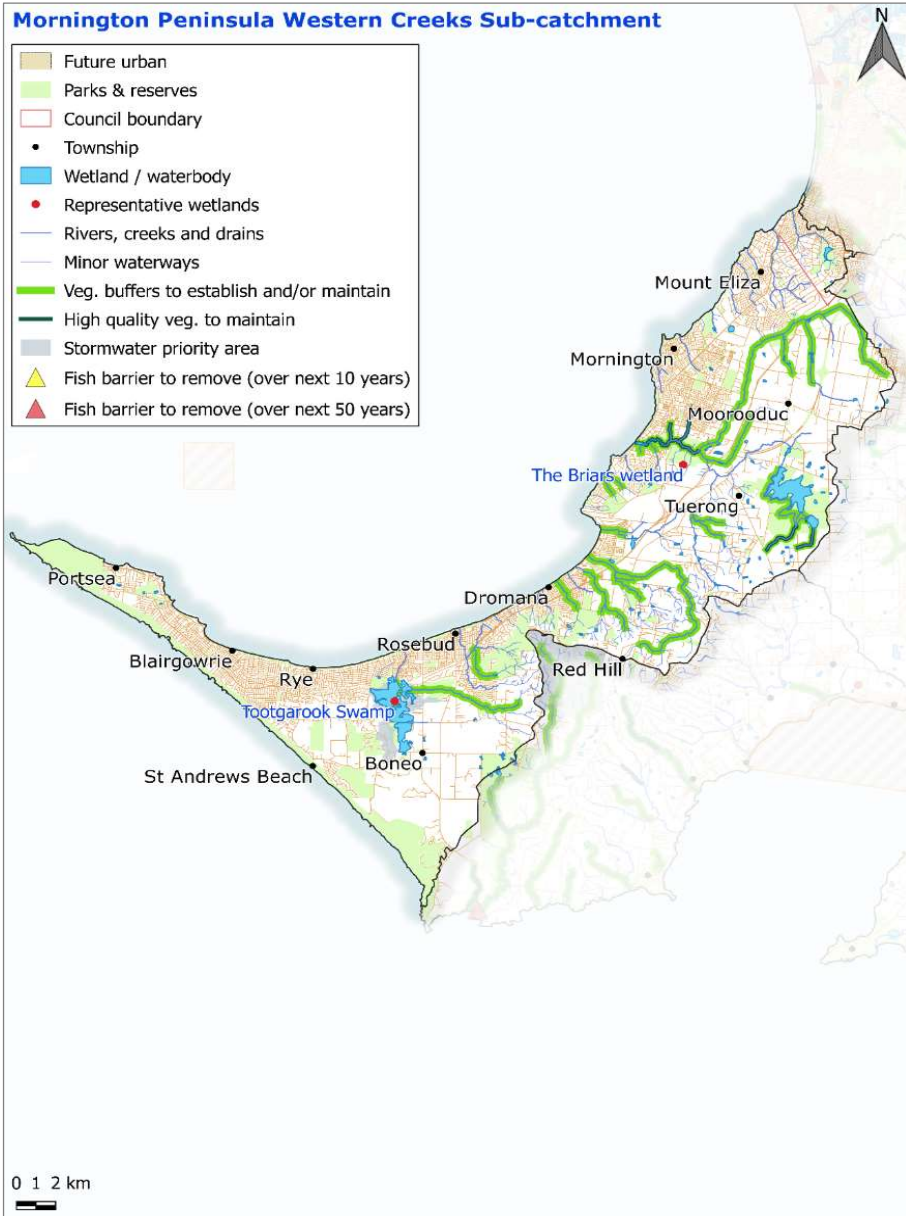 Mornington Peninsula Western Creeks Sub-catchment
N
Future urban
Parks & reserves
Council boundary
Township
Wetland / waterbody
Representative wetlands
Rivers, creeks and drains
Minor waterways
Veg. buffers to establish and/or maintain
High quality veg. to maintain
Stormwater priority area
Fish barrier to remove (over next 10 years)
Fish barrier to remove (over next 50 years)
Mount Eliza
Mornington
Moorooduc
The Briars wetland
Tuerong
Portsea
Dromana
Rosebud
Blairgowrie
Rye
Red Hill
Tootgarook Swamp
Boneo
St Andrews Beach
0 1 2 km